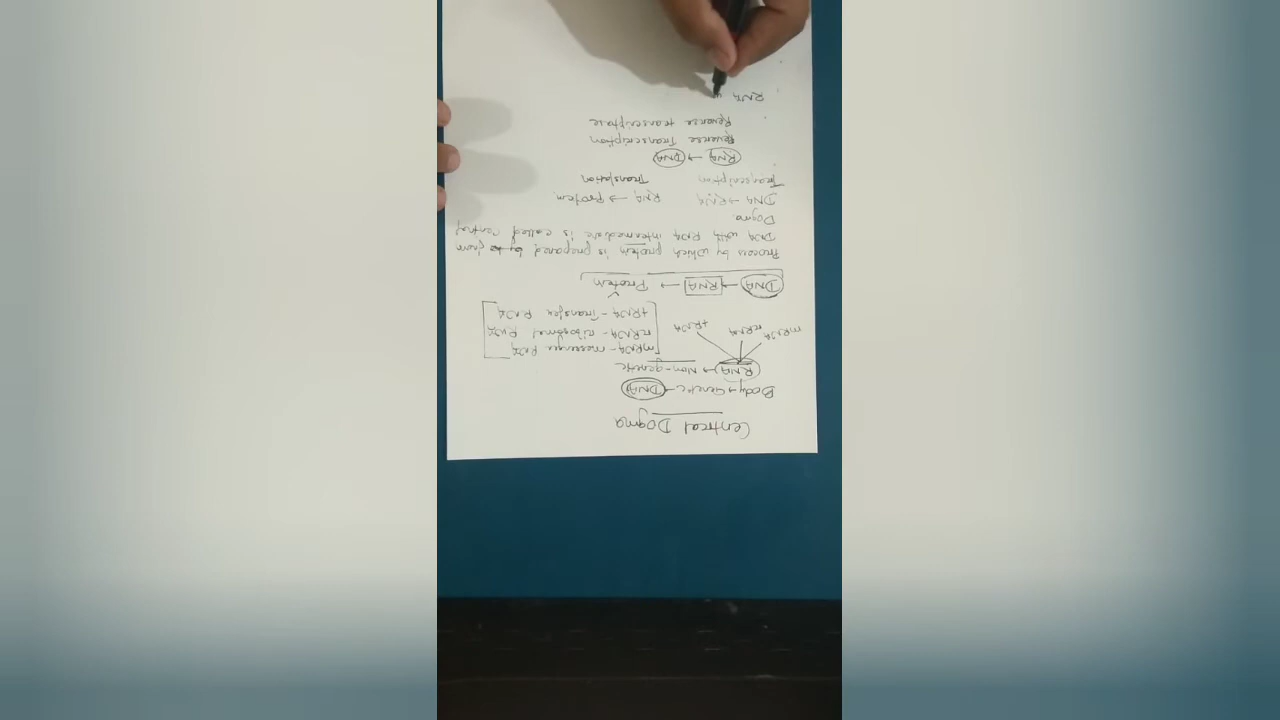 Central Dogma
Body → Genetic → DNA
RNA → Non-genetic
mRNA rRNA tRNA
mRNA - messenger RNA
rRNA - ribosomal RNA
tRNA - Transfer RNA
DNA → RNA → Protein
Process by which protein is prepared from
DNA with RNA intermediate is called Central
Dogma
DNA → RNA RNA → Protein
Transcription Translation
RNA → DNA
Reverse Transcription
Reverse transcriptase
RNA